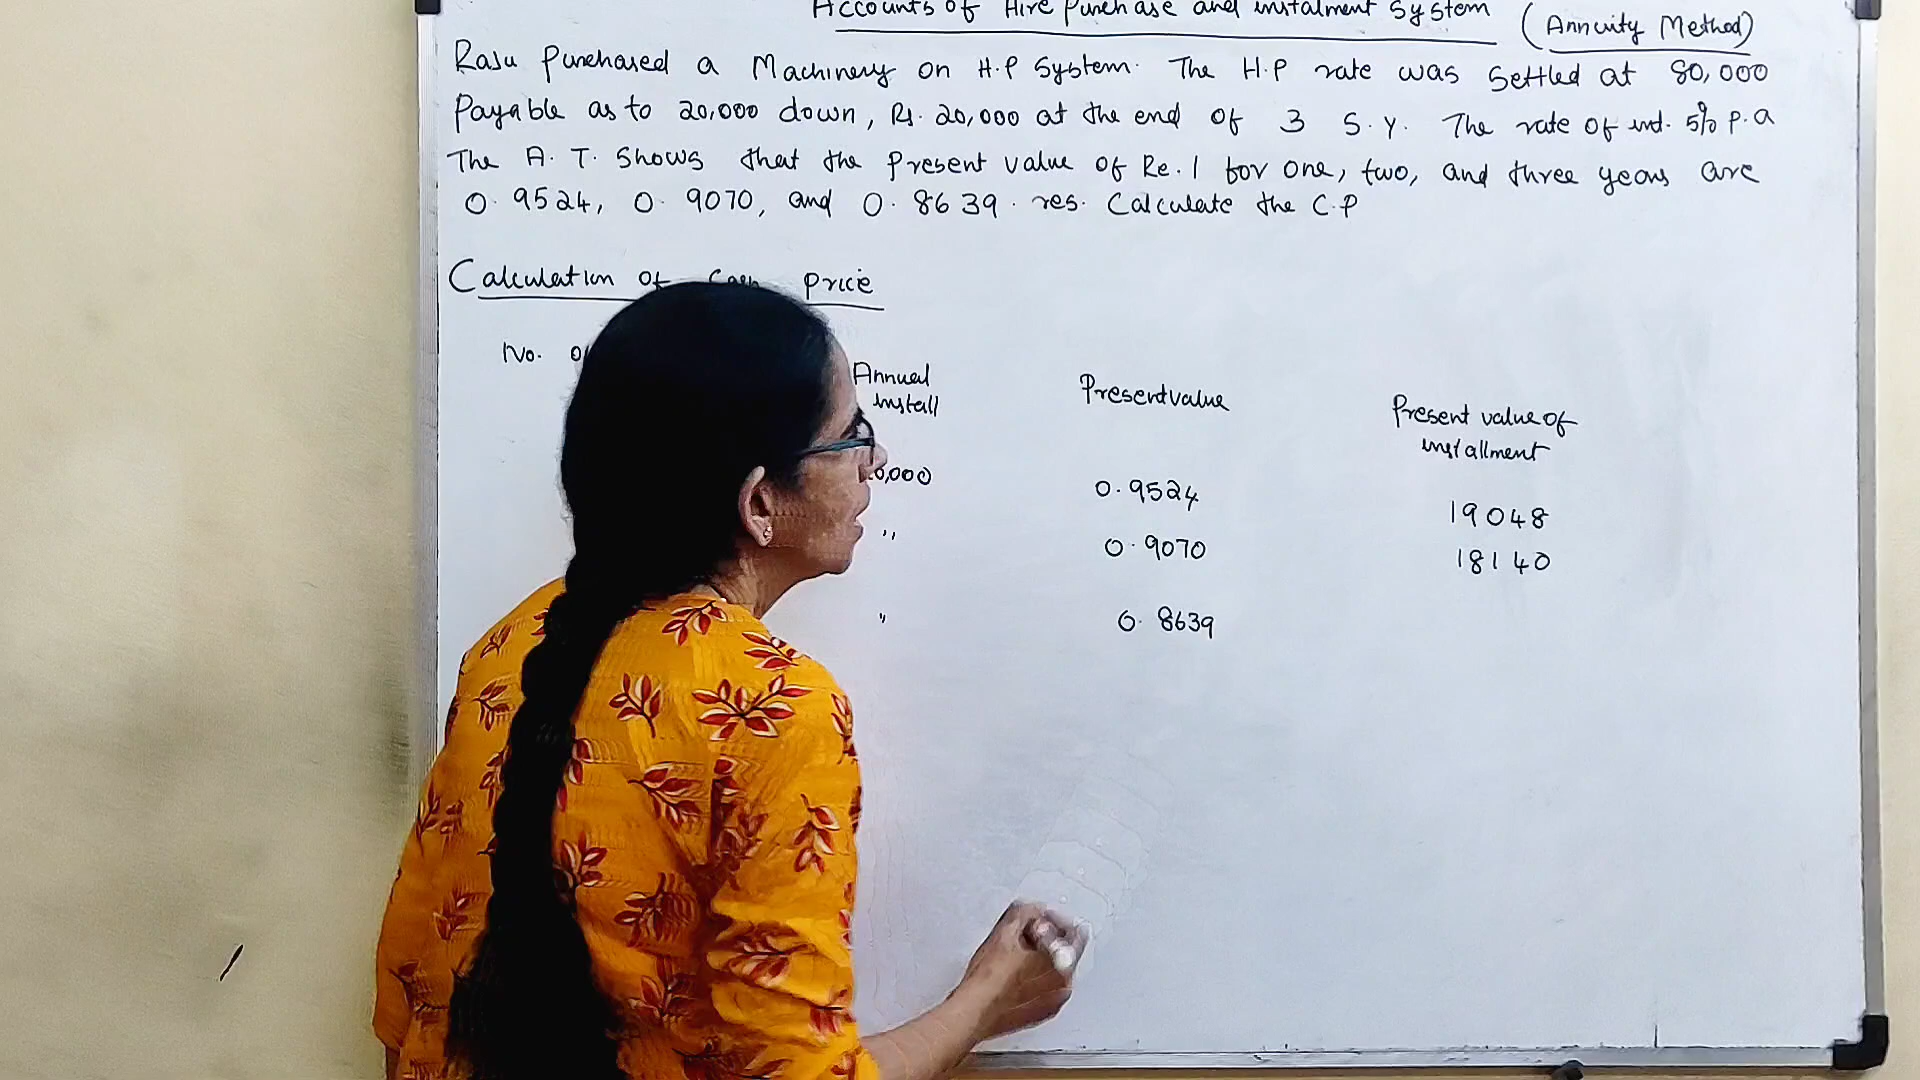 Accounts of Hire Purchase and instalment System (Annuity Method)
Raju Purchased a Machinery on H.P System. The H.P rate was Settled at 80,000
Payable as to 20,000 down, Rs. 20,000 at the end of 3 S.Y. The rate of int. 5% p.a
The A.T. Shows that the present value of Re.1 for one, two, and three years are
0.9524, 0.9070, and 0.8639. res. Calculate the C.P
Calculation of Cash Price
No.
Annual install
Present value
Present value of installment
0.9524
19048
,,
0.9070
18140
,,
0.8639